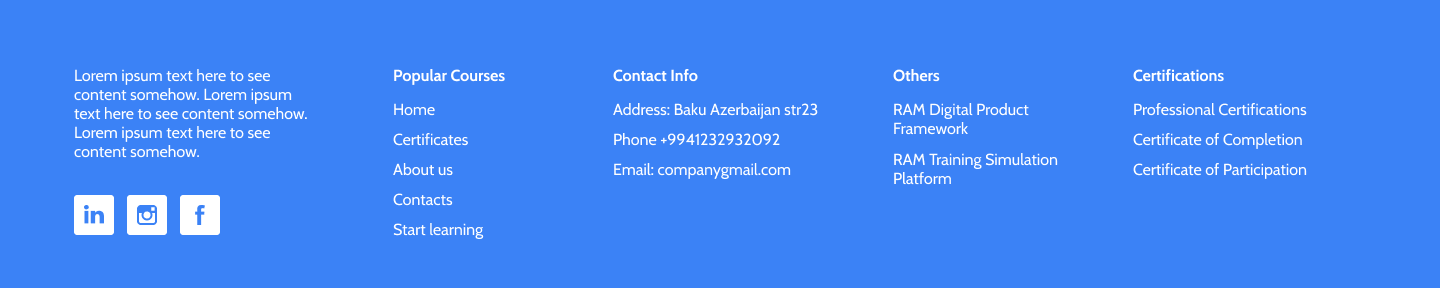 Lorem ipsum text here to see
content somehow. Lorem ipsum
text here to see content somehow.
Lorem ipsum text here to see
content somehow.
in
f
Popular Courses
Home
Certificates
About us
Contacts
Start learning
Contact Info
Address: Baku Azerbaijan str23
Phone +9941232932092
Email: companygmail.com
Others
RAM Digital Product
Framework
RAM Training Simulation
Platform
Certifications
Professional Certifications
Certificate of Completion
Certificate of Participation